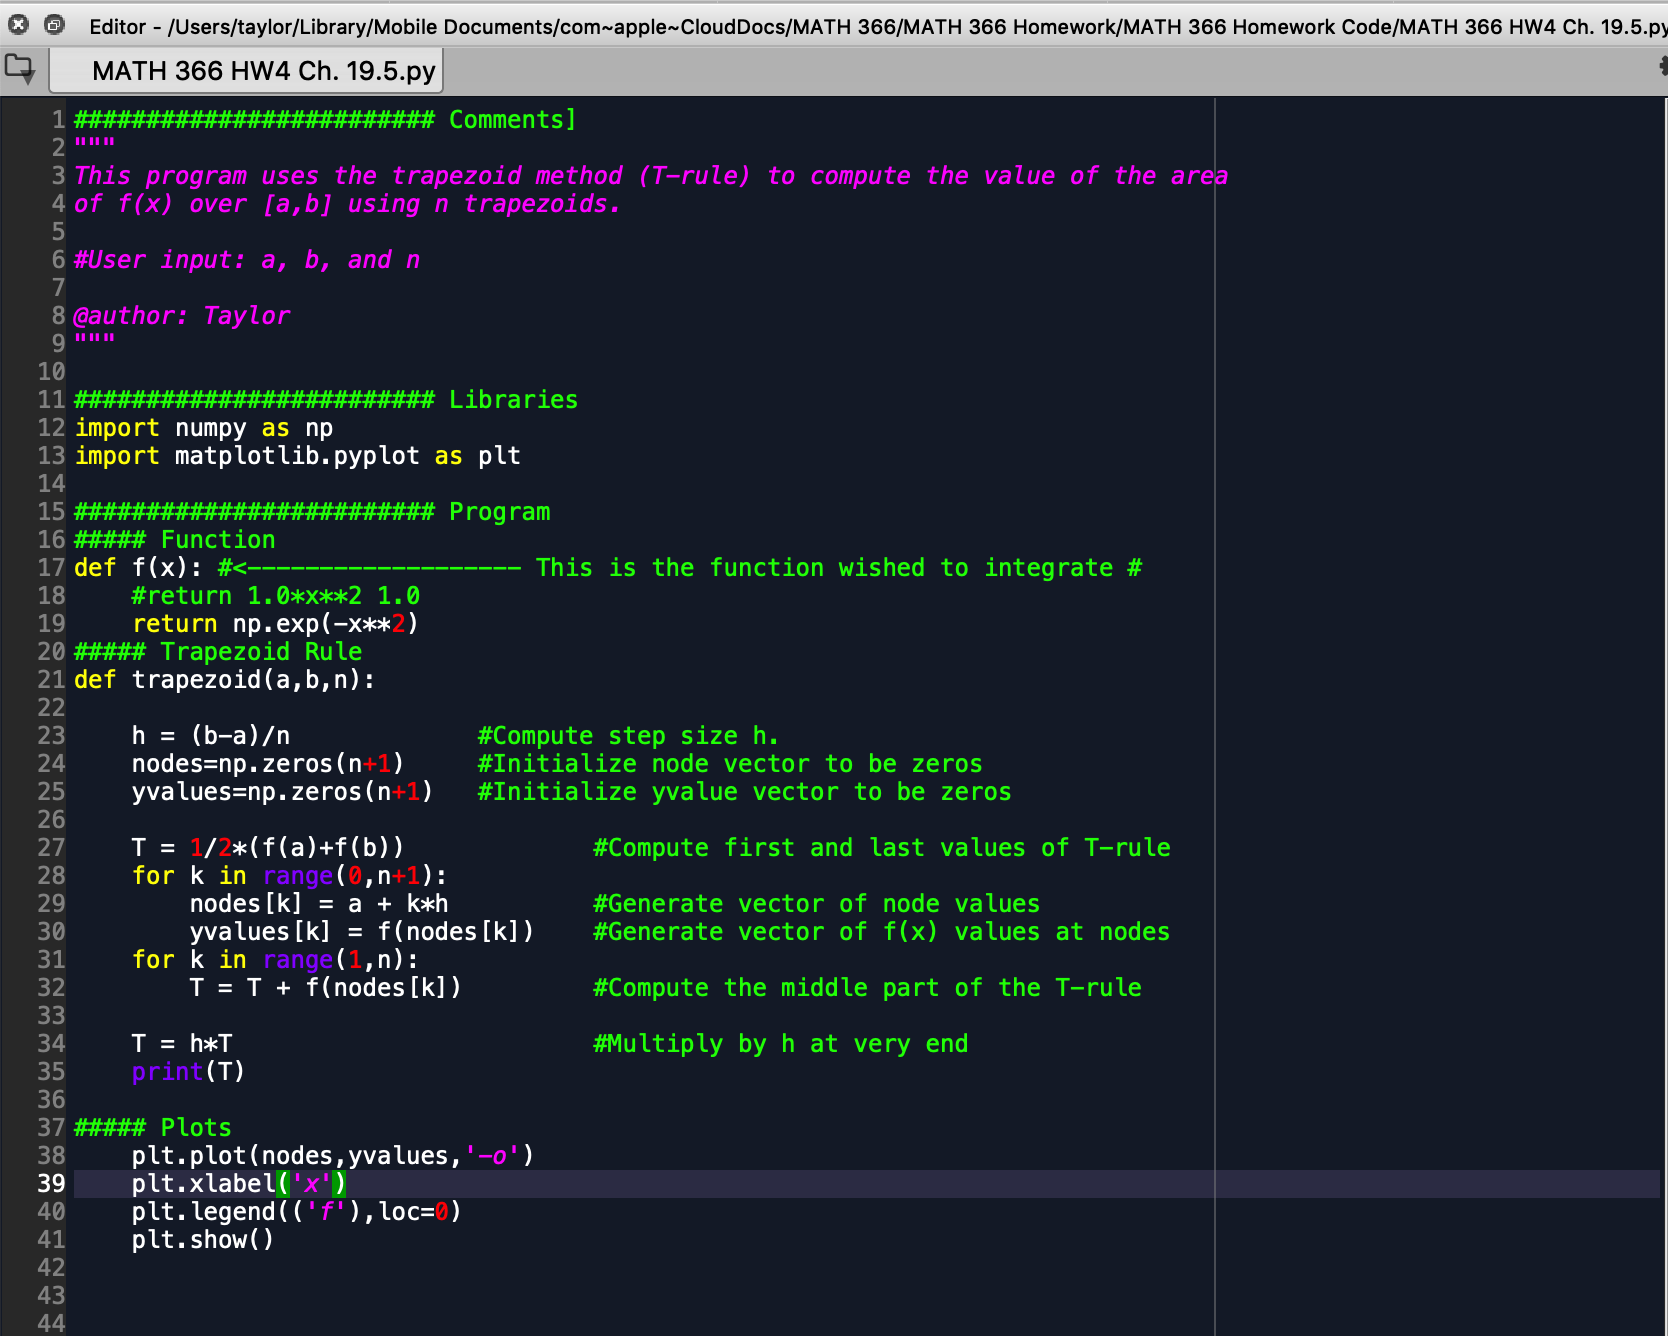 Editor - /Users/taylor/Library/Mobile Documents/com~apple~CloudDocs/MATH 366/MATH 366 Homework/MATH 366 Homework Code/MATH 366 HW4 Ch. 19.5.py
MATH 366 HW4 Ch. 19.5.py
1 ######################### Comments]
2 """
3 This program uses the trapezoid method (T-rule) to compute the value of the area
4 of f(x) over [a,b] using n trapezoids.
5
6 #User input: a, b, and n
7
8 @author: Taylor
9 """
10
11 ######################### Libraries
12 import numpy as np
13 import matplotlib.pyplot as plt
14
15 ######################### Program
16 ##### Function
17 def f(x): #<------------------- This is the function wished to integrate #
18     #return 1.0*x**2 1.0
19     return np.exp(-x**2)
20 ##### Trapezoid Rule
21 def trapezoid(a,b,n):
22
23     h = (b-a)/n             #Compute step size h.
24     nodes=np.zeros(n+1)     #Initialize node vector to be zeros
25     yvalues=np.zeros(n+1)   #Initialize yvalue vector to be zeros
26
27     T = 1/2*(f(a)+f(b))             #Compute first and last values of T-rule
28     for k in range(0,n+1):
29         nodes[k] = a + k*h          #Generate vector of node values
30         yvalues[k] = f(nodes[k])    #Generate vector of f(x) values at nodes
31     for k in range(1,n):
32         T = T + f(nodes[k])         #Compute the middle part of the T-rule
33
34     T = h*T                         #Multiply by h at very end
35     print(T)
36
37 ##### Plots
38     plt.plot(nodes,yvalues,'-o')
39     plt.xlabel('x')
40     plt.legend(('f'),loc=0)
41     plt.show()
42
43
44